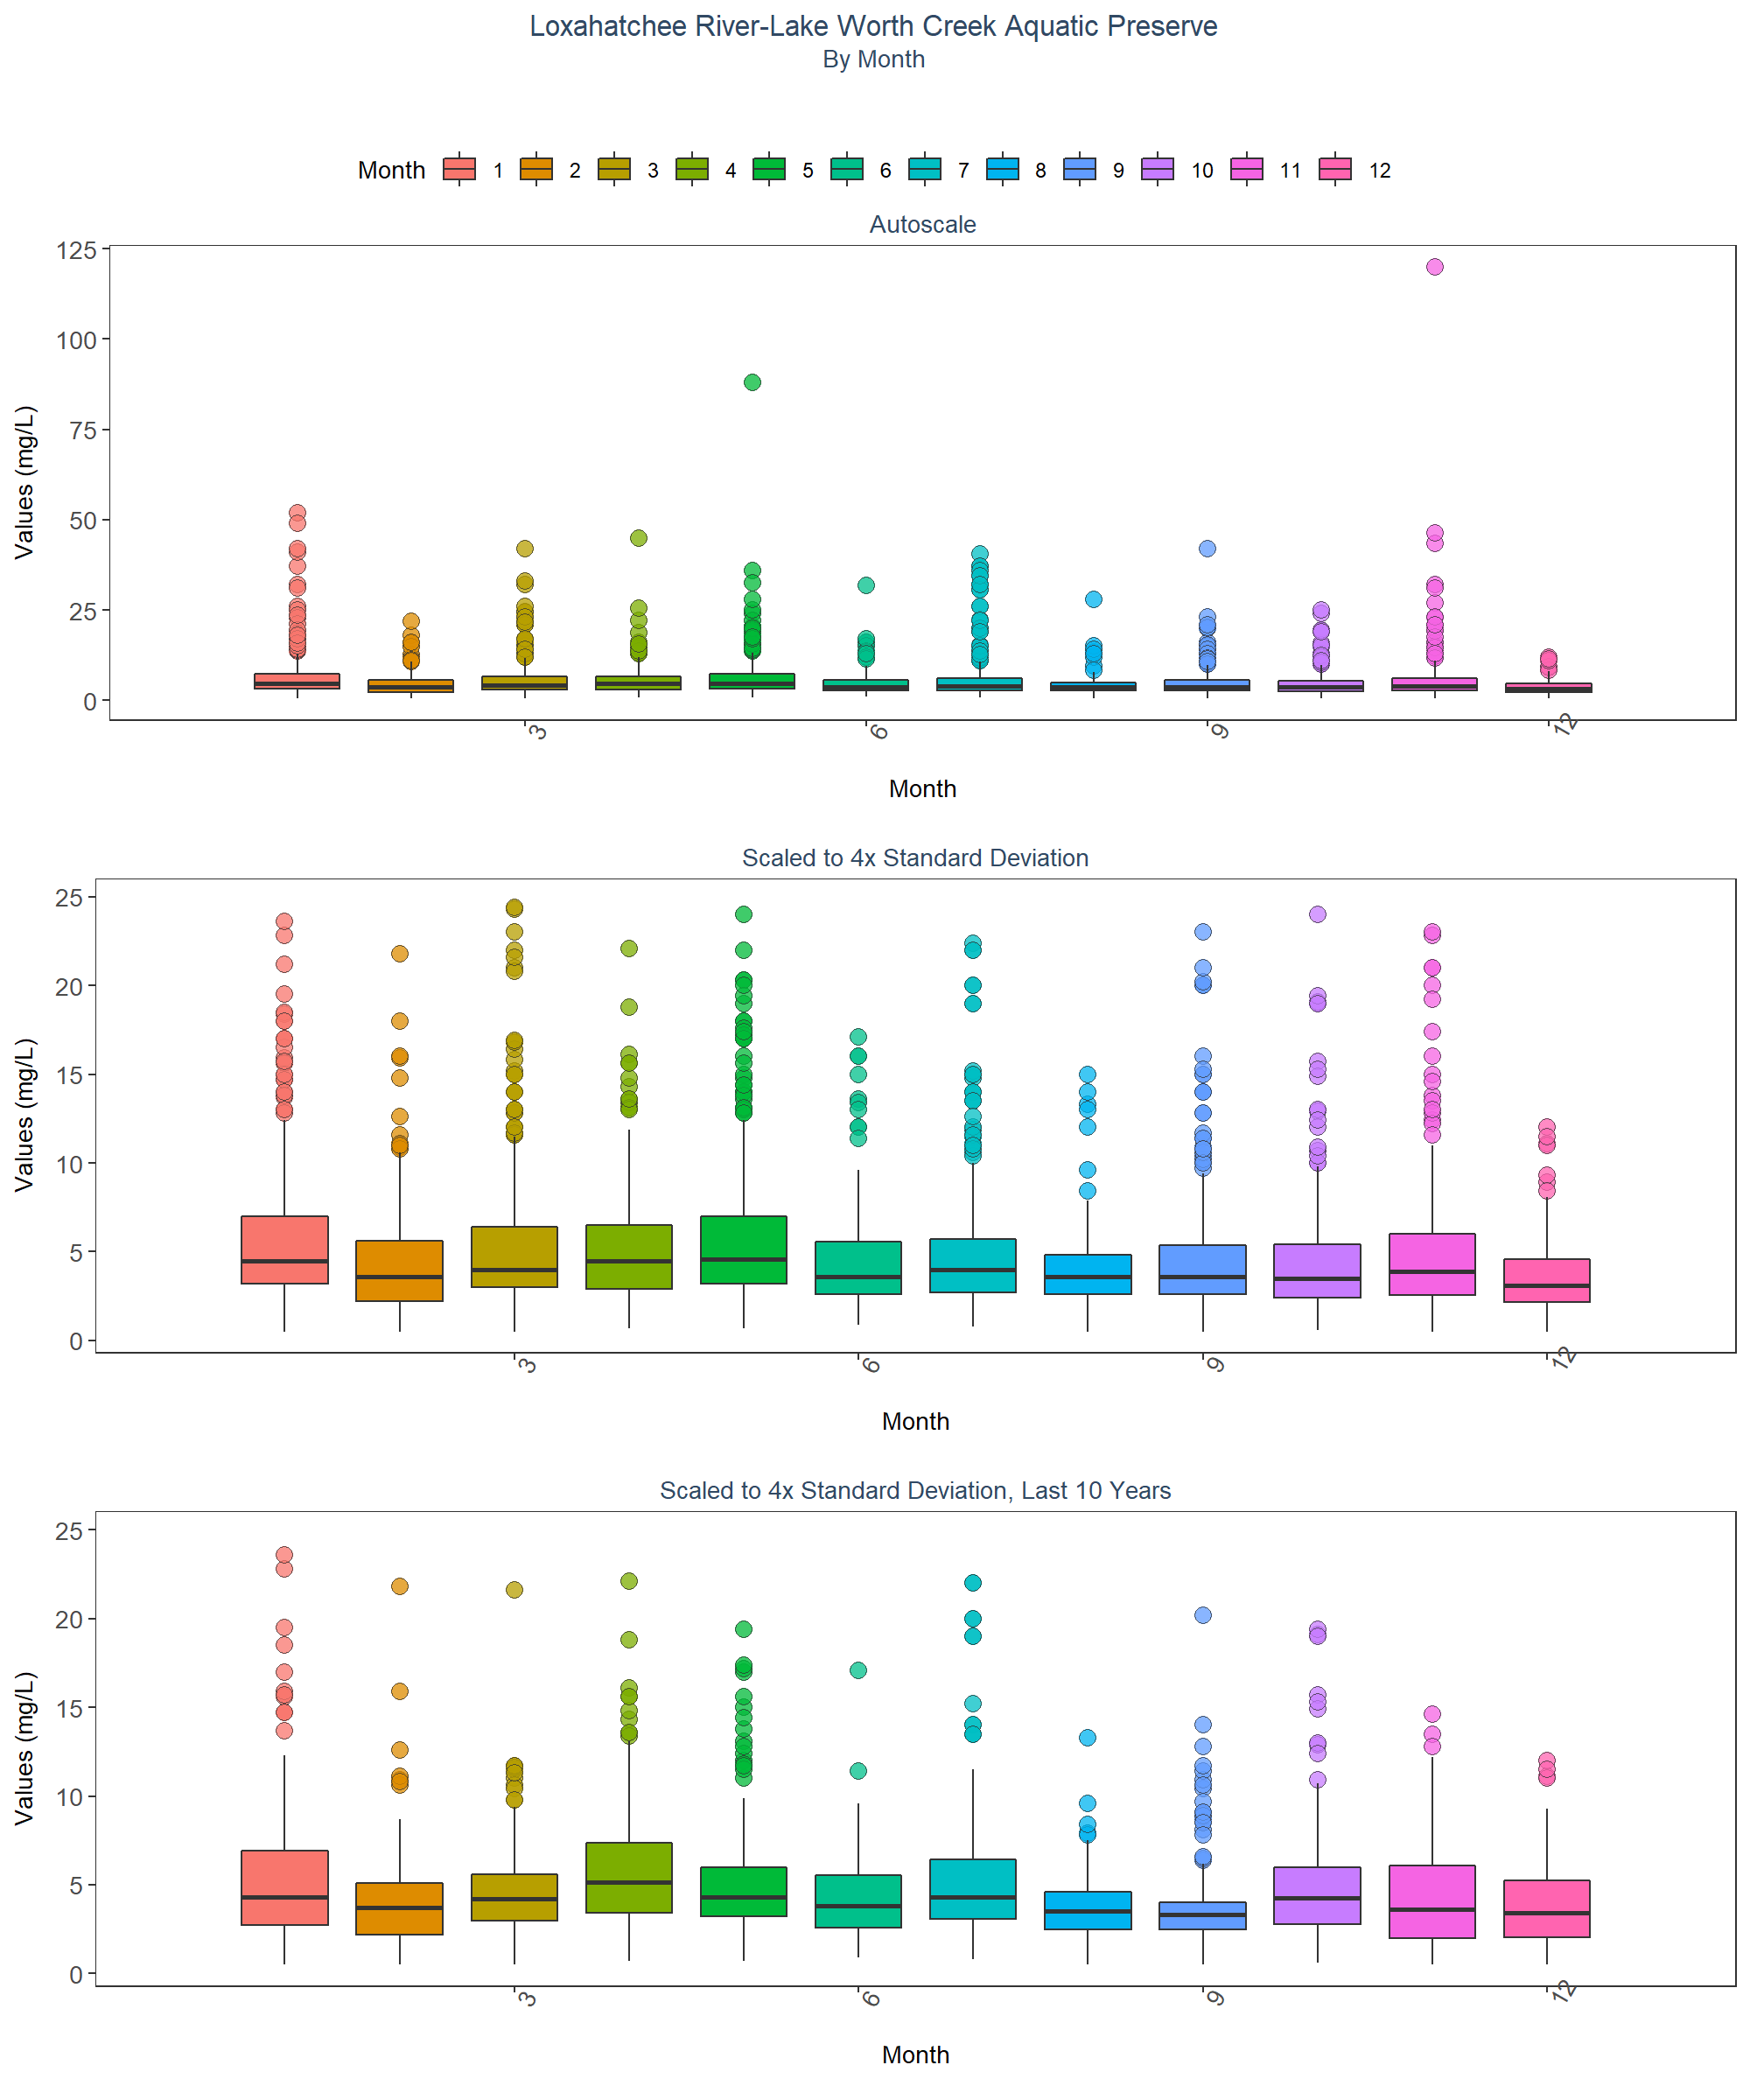 Loxahatchee River-Lake Worth Creek Aquatic Preserve
By Month
Month 1 2 3 4 5 6 7 8 9 10 11 12
Autoscale
Values (mg/L)
125
100
75
50
25
0
3 6 9 12
Month
Scaled to 4x Standard Deviation
Values (mg/L)
25
20
15
10
5
0
3 6 9 12
Month
Scaled to 4x Standard Deviation, Last 10 Years
Values (mg/L)
25
20
15
10
5
0
3 6 9 12
Month